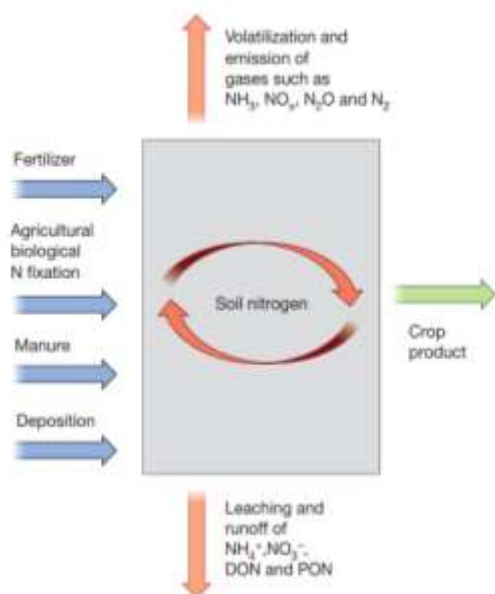 Volatilization and
emission of
gases such as
NH₃, NOₓ, N₂O and N₂
Fertilizer
Agricultural
biological
N fixation
Soil nitrogen
Manure
Crop
product
Deposition
Leaching and
runoff of
NH₄⁺,NO₃⁻,
DON and PON